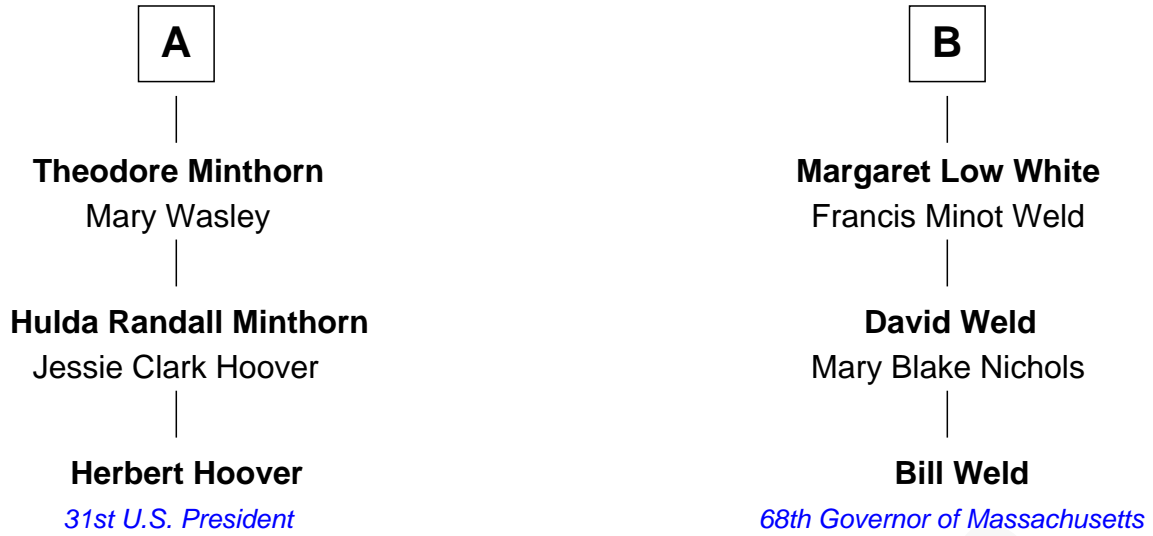 A
B
Theodore Minthorn
Mary Wasley
Margaret Low White
Francis Minot Weld
Hulda Randall Minthorn
Jessie Clark Hoover
David Weld
Mary Blake Nichols
Herbert Hoover
31st U.S. President
Bill Weld
68th Governor of Massachusetts